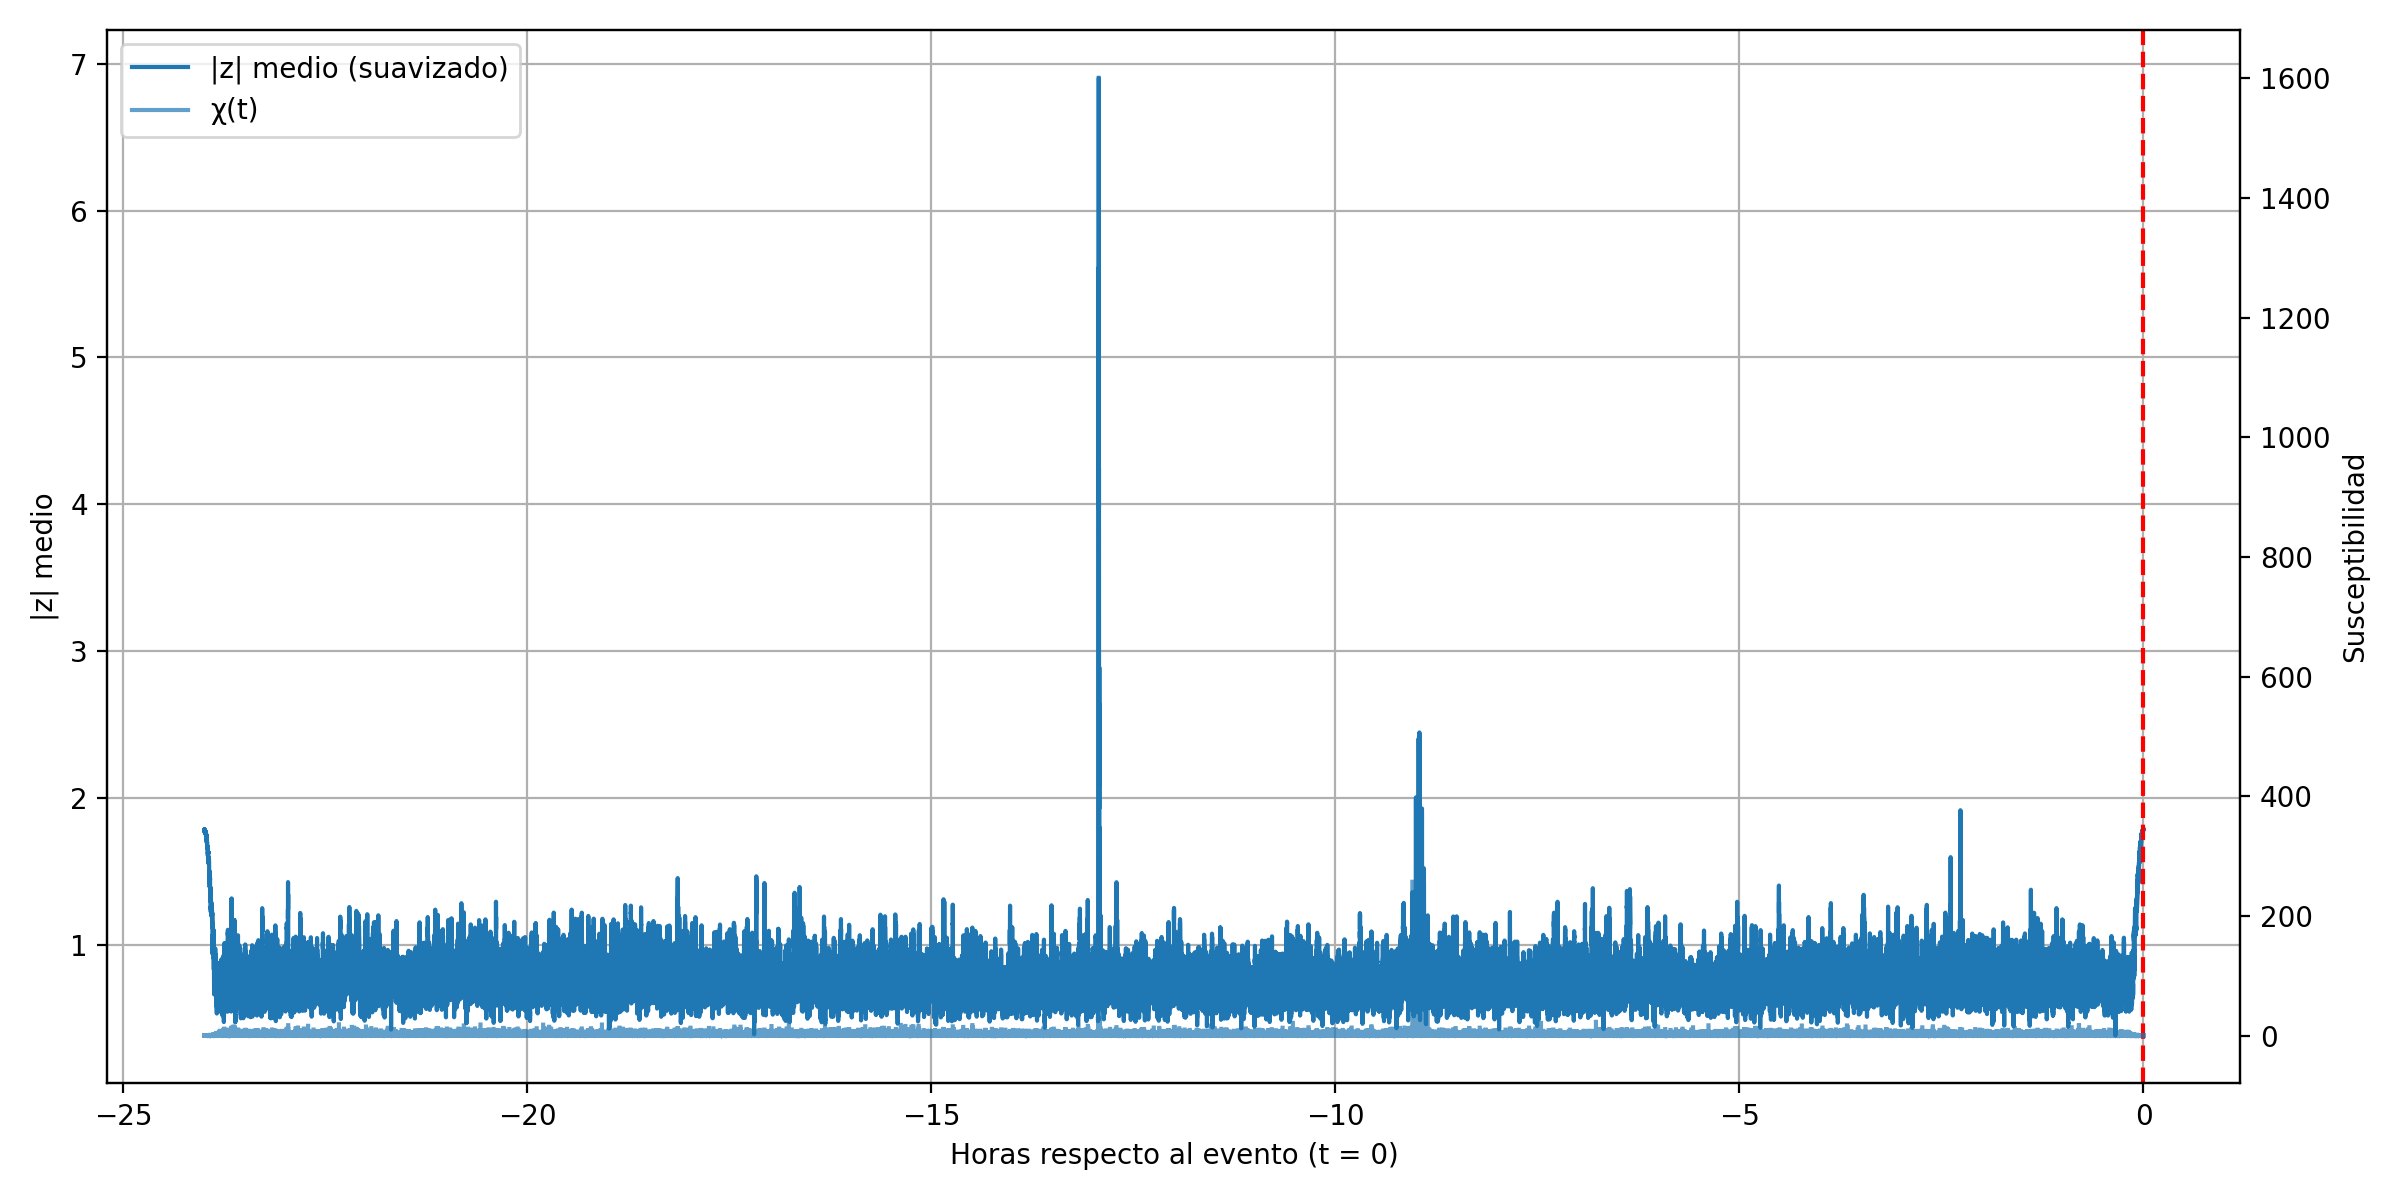 |z| medio (suavizado)
χ(t)
7
6
5
4
3
2
1
|z| medio
1600
1400
1200
1000
800
600
400
200
0
Susceptibilidad
−25 −20 −15 −10 −5 0
Horas respecto al evento (t = 0)